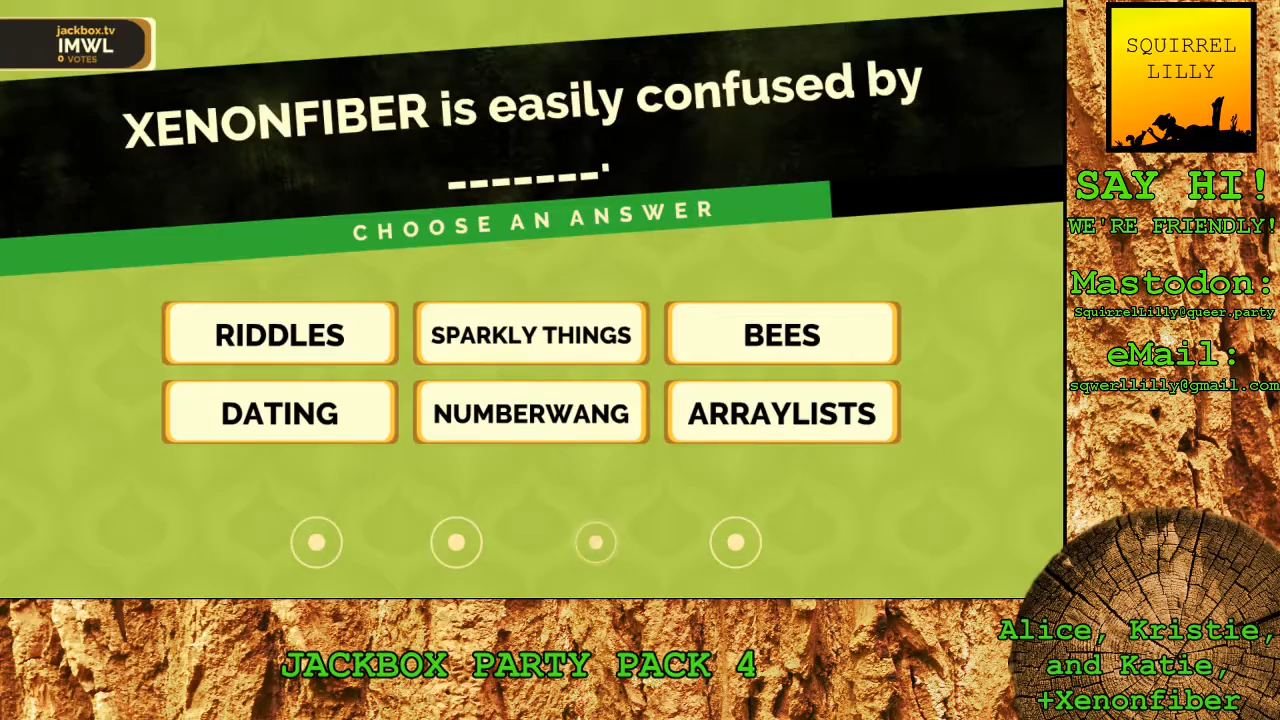 jackbox.tv
IMWL
0 VOTES
XENONFIBER is easily confused by
_______.
CHOOSE AN ANSWER
RIDDLES
SPARKLY THINGS
BEES
DATING
NUMBERWANG
ARRAYLISTS
SQUIRREL
LILLY
SAY HI!
WE'RE FRIENDLY!
Mastodon:
SquirrelLilly@queer.party
eMail:
sqwerllilly@gmail.com
JACKBOX PARTY PACK 4
Alice, Kristie,
and Katie,
+Xenonfiber